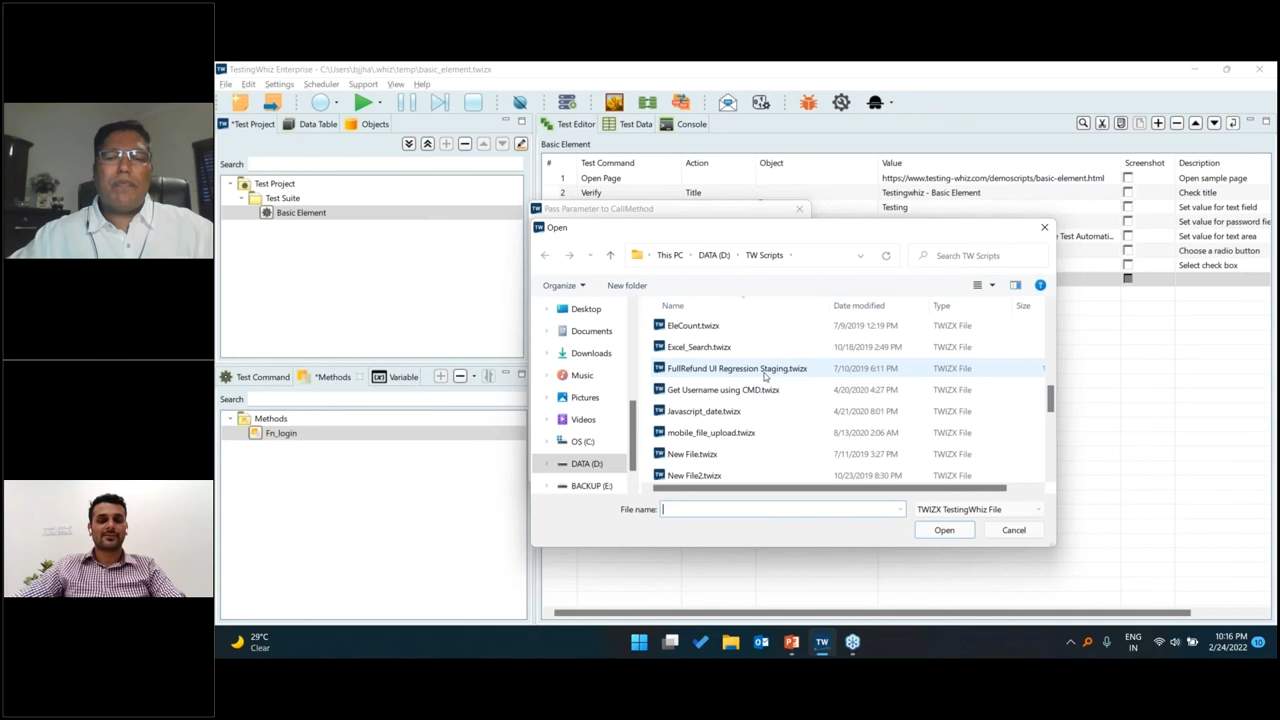 TestingWhiz Enterprise - C:\Users\bjjha\.whiz\temp\basic_element.twizx
File Edit Settings Scheduler Support View Help
*Test Project Data Table Objects
Search
Test Project
Test Suite
Basic Element
Test Editor Test Data Console
Basic Element
# Test Command Action Object Value Screenshot Description
1 Open Page https://www.testing-whiz.com/demoscripts/basic-element.html Open sample page
2 Verify Title Testingwhiz - Basic Element Check title
Testing Set value for text field
Set value for password fie
e Test Automati... Set value for text area
Choose a radio button
Select check box
Pass Parameter to CallMethod
Open
This PC DATA (D:) TW Scripts
Search TW Scripts
Organize New folder
Desktop
Documents
Downloads
Music
Pictures
Videos
OS (C:)
DATA (D:)
BACKUP (E:)
Name Date modified Type Size
EleCount.twizx 7/9/2019 12:19 PM TWIZX File
Excel_Search.twizx 10/18/2019 2:49 PM TWIZX File
FullRefund UI Regression Staging.twizx 7/10/2019 6:11 PM TWIZX File 1
Get Username using CMD.twizx 4/20/2020 4:27 PM TWIZX File
Javascript_date.twizx 4/21/2020 8:01 PM TWIZX File
mobile_file_upload.twizx 8/13/2020 2:06 AM TWIZX File
New File.twizx 7/11/2019 3:27 PM TWIZX File
New File2.twizx 10/23/2019 8:30 PM TWIZX File
File name: TWIZX TestingWhiz File
Open Cancel
Test Command *Methods Variable
Search
Methods
Fn_login
29°C
Clear
TW
ENG
IN
10:16 PM
2/24/2022
10